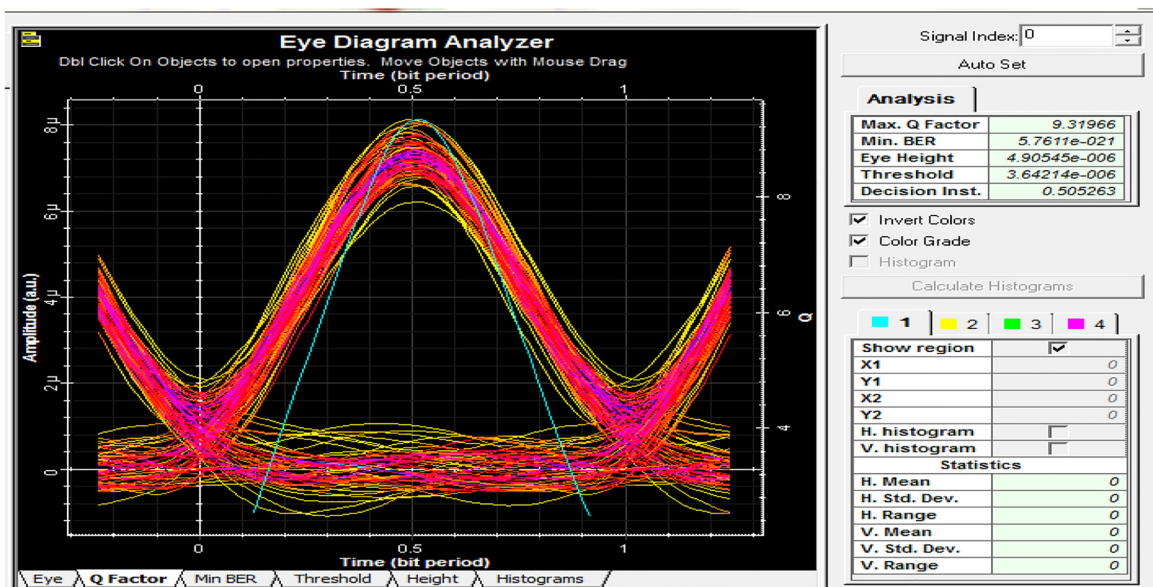 Eye Diagram Analyzer
Dbl Click On Objects to open properties. Move Objects with Mouse Drag
Time (bit period)
0 0.5 1
8µ
6µ
4µ
2µ
0
Amplitude (a.u.)
8
6
4
Q
0 0.5 1
Time (bit period)
Eye Q Factor Min BER Threshold Height Histograms
Signal Index: 0
Auto Set
Analysis
Max. Q Factor 9.31966
Min. BER 5.7611e-021
Eye Height 4.90545e-006
Threshold 3.64214e-006
Decision Inst. 0.505263
Invert Colors
Color Grade
Histogram
Calculate Histograms
1 2 3 4
Show region
X1 0
Y1 0
X2 0
Y2 0
H. histogram
V. histogram
Statistics
H. Mean 0
H. Std. Dev. 0
H. Range 0
V. Mean 0
V. Std. Dev. 0
V. Range 0